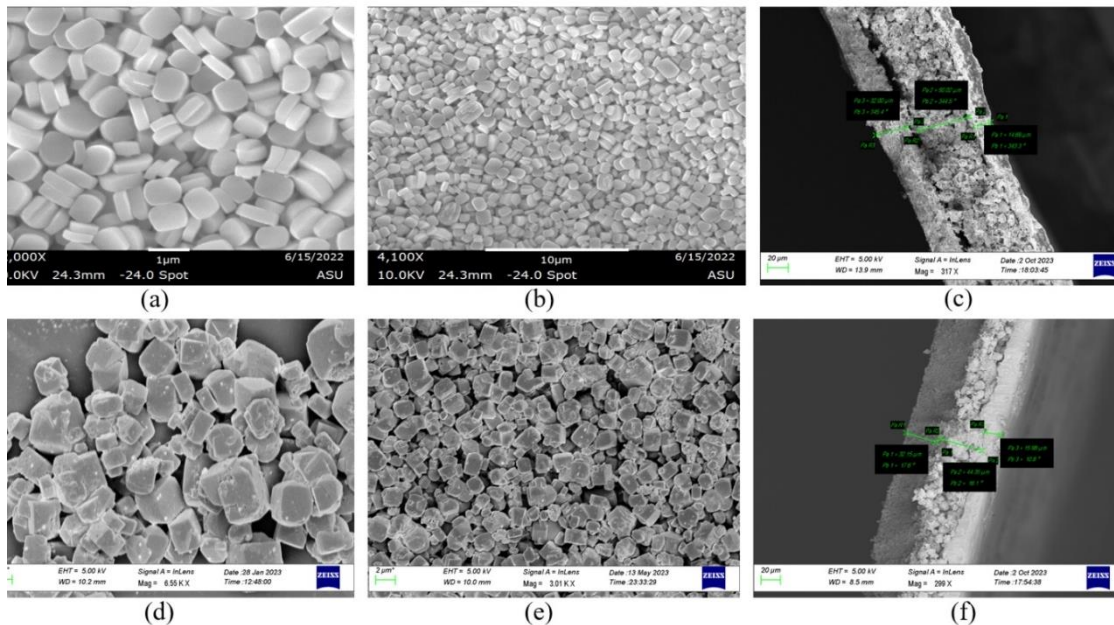 ,000X 1μm 6/15/2022
0.0KV 24.3mm -24.0 Spot ASU
(a)
4,100X 10μm 6/15/2022
10.0KV 24.3mm -24.0 Spot ASU
(b)
20 μm
EHT = 5.00 kV Signal A = InLens Date :2 Oct 2023
WD = 13.9 mm Mag = 317 X Time :18:03:45
ZEISS
(c)
EHT = 5.00 kV Signal A = InLens Date :28 Jan 2023
WD = 10.2 mm Mag = 6.55 K X Time :12:48:00
ZEISS
(d)
2 μm
EHT = 5.00 kV Signal A = InLens Date :13 May 2023
WD = 10.0 mm Mag = 3.01 K X Time :23:33:29
ZEISS
(e)
20 μm
EHT = 5.00 kV Signal A = InLens Date :2 Oct 2023
WD = 8.5 mm Mag = 299 X Time :17:54:38
ZEISS
(f)